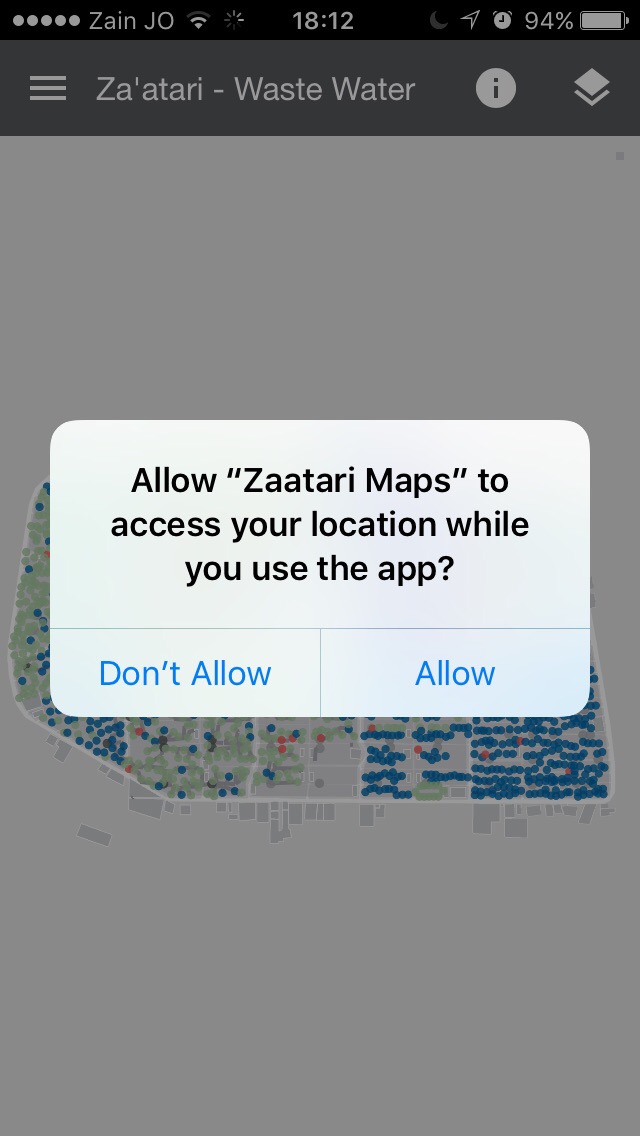 Zain JO 18:12 94%
Za'atari - Waste Water
Allow “Zaatari Maps” to
access your location while
you use the app?
Don’t Allow Allow